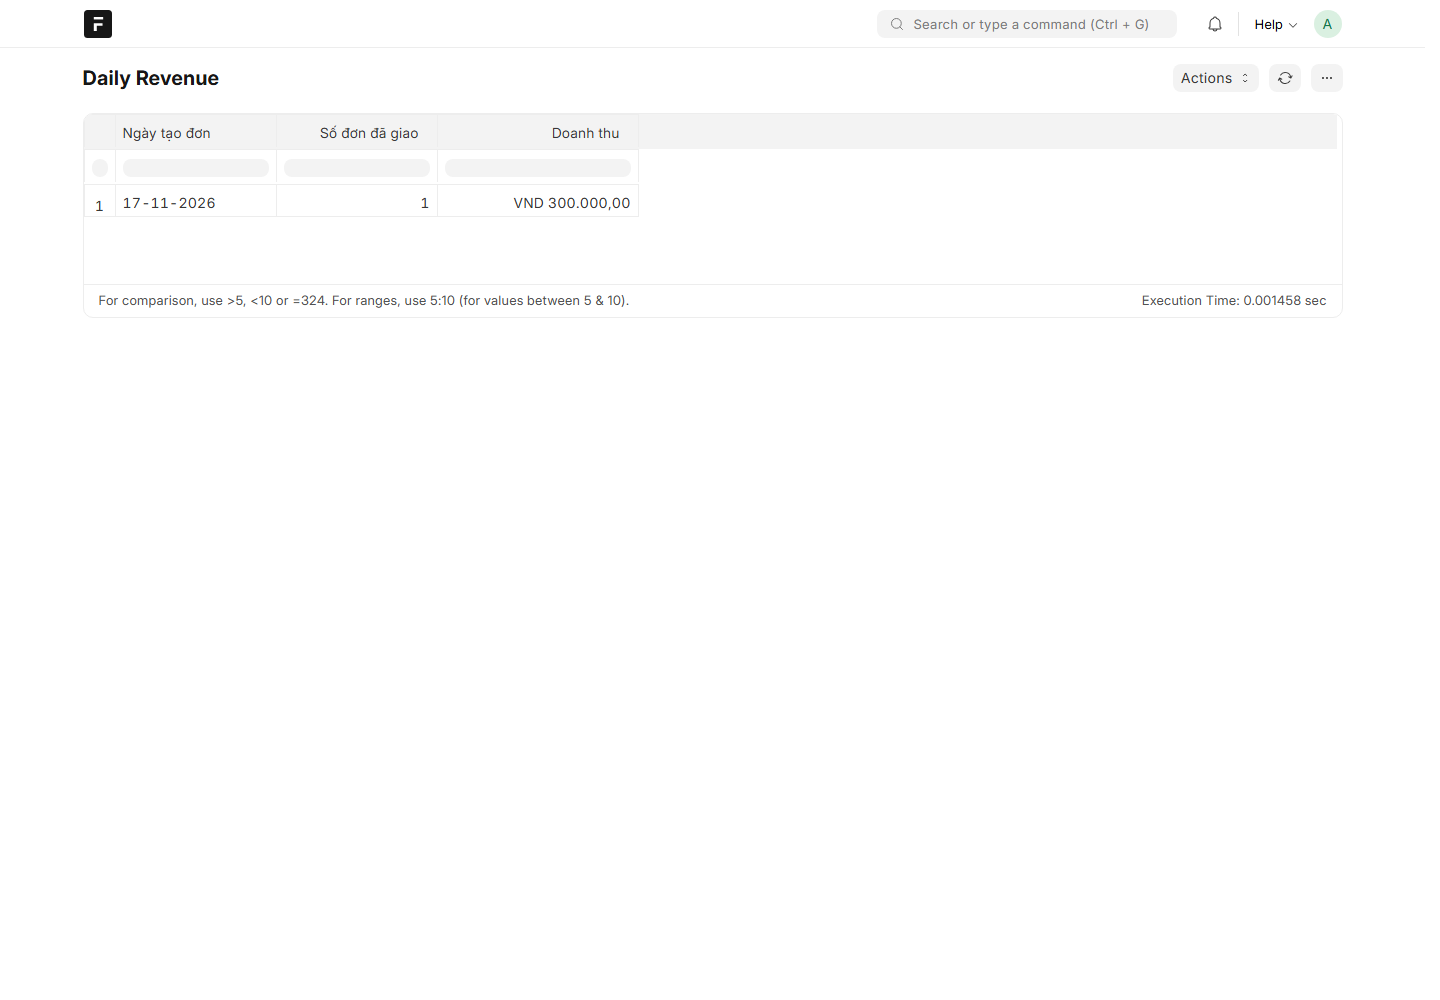 Search or type a command (Ctrl + G)
Help
A
Daily Revenue
Actions
Ngày tạo đơn Số đơn đã giao Doanh thu
1 17-11-2026 1 VND 300.000,00
For comparison, use >5, <10 or =324. For ranges, use 5:10 (for values between 5 & 10).
Execution Time: 0.001458 sec